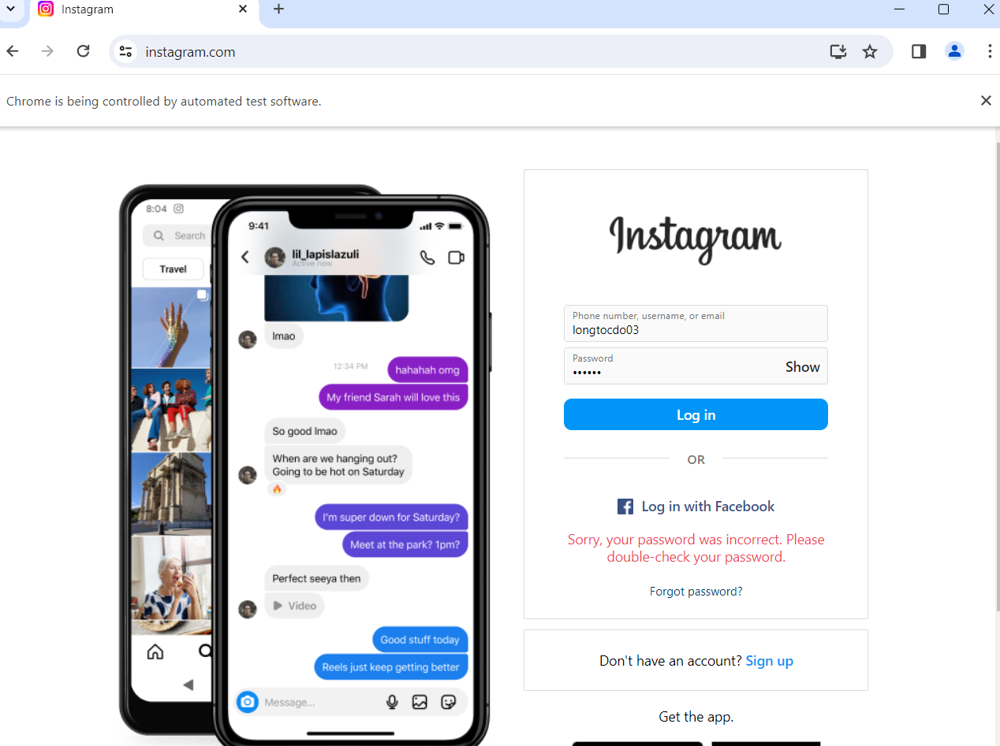 Instagram
instagram.com
Chrome is being controlled by automated test software.
8:04
Search
Travel
9:41
lil_lapislazuli
Active now
lmao
12:34 PM
hahahah omg
My friend Sarah will love this
So good lmao
When are we hanging out?
Going to be hot on Saturday
I'm super down for Saturday?
Meet at the park? 1pm?
Perfect seeya then
Video
Good stuff today
Reels just keep getting better
Message...
Instagram
Phone number, username, or email
longtocdo03
Password
••••••
Show
Log in
OR
Log in with Facebook
Sorry, your password was incorrect. Please
double-check your password.
Forgot password?
Don't have an account? Sign up
Get the app.